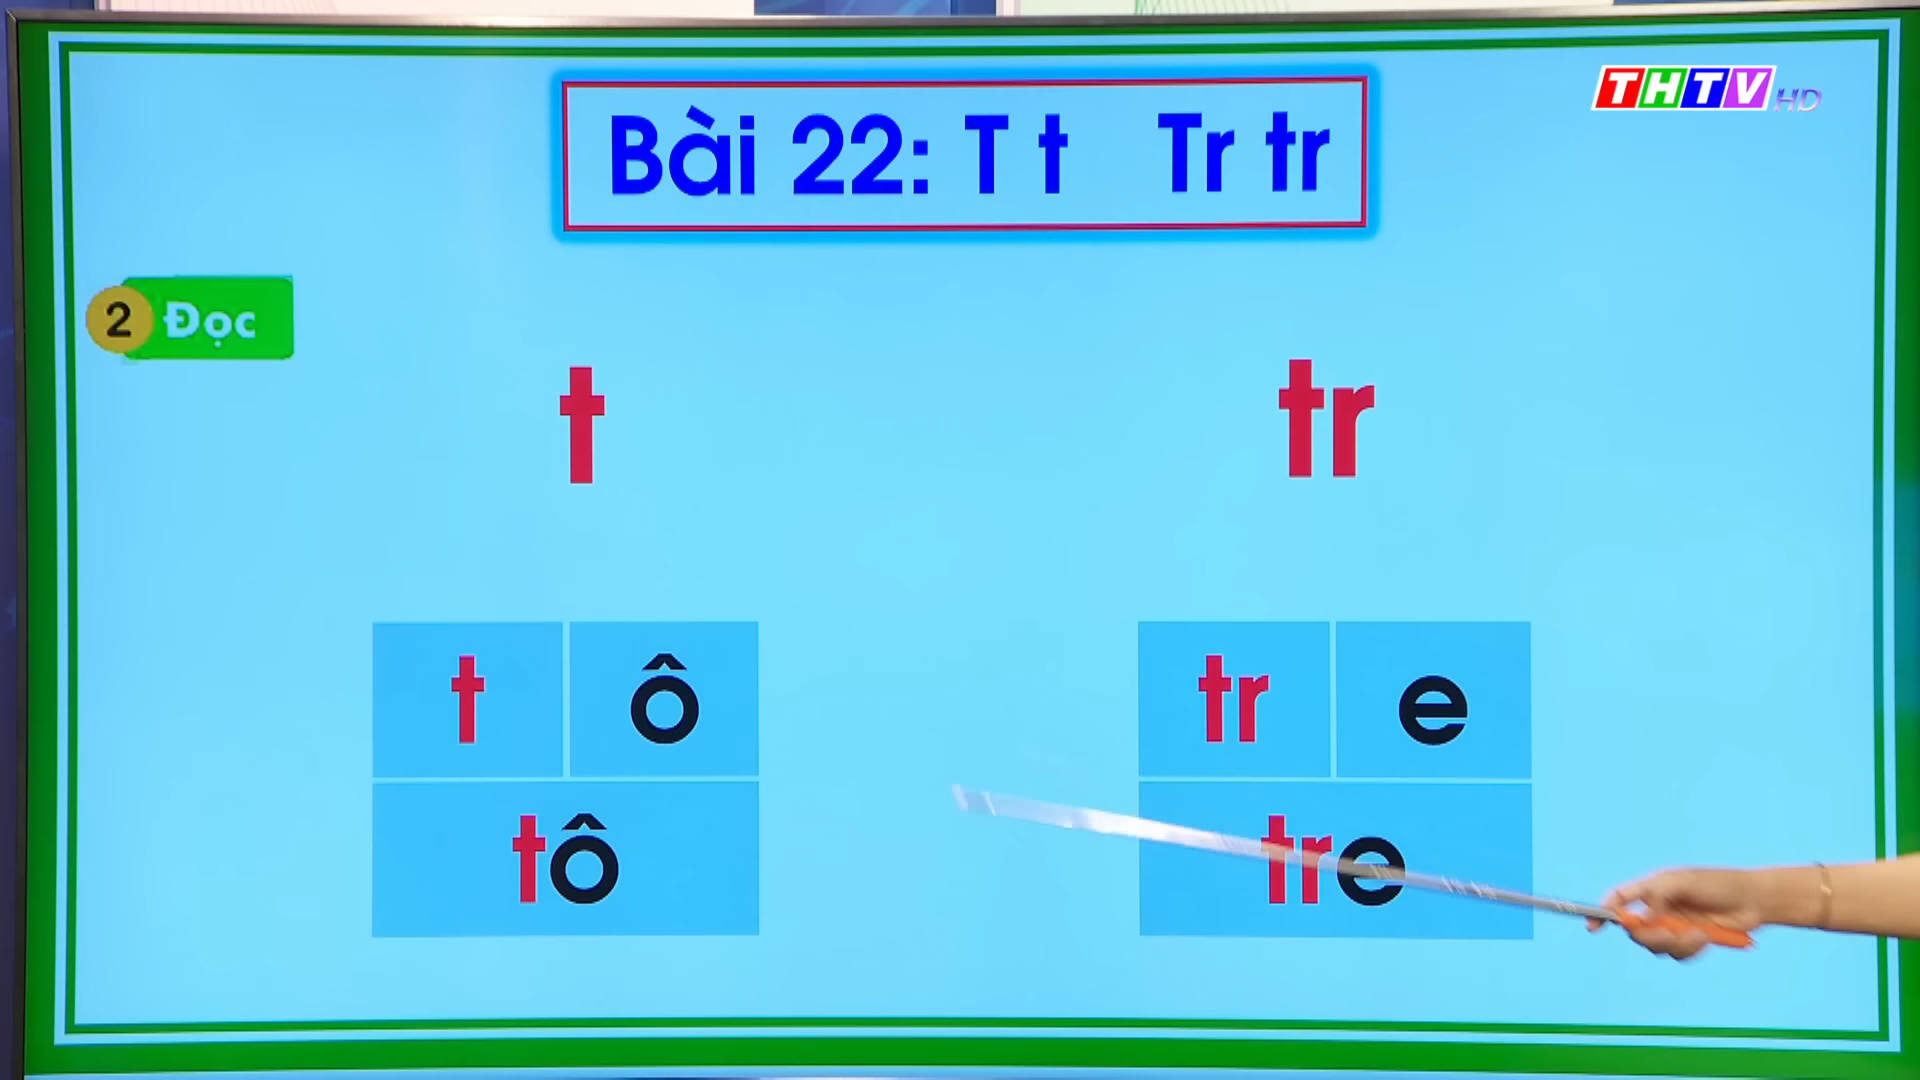 Bài 22: T t Tr tr
THTV HD
2 Đọc
t tr
t ô tr e
tô tre